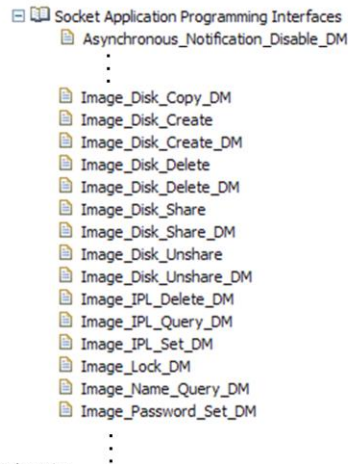 Socket Application Programming Interfaces
Asynchronous_Notification_Disable_DM
Image_Disk_Copy_DM
Image_Disk_Create
Image_Disk_Create_DM
Image_Disk_Delete
Image_Disk_Delete_DM
Image_Disk_Share
Image_Disk_Share_DM
Image_Disk_Unshare
Image_Disk_Unshare_DM
Image_IPL_Delete_DM
Image_IPL_Query_DM
Image_IPL_Set_DM
Image_Lock_DM
Image_Name_Query_DM
Image_Password_Set_DM